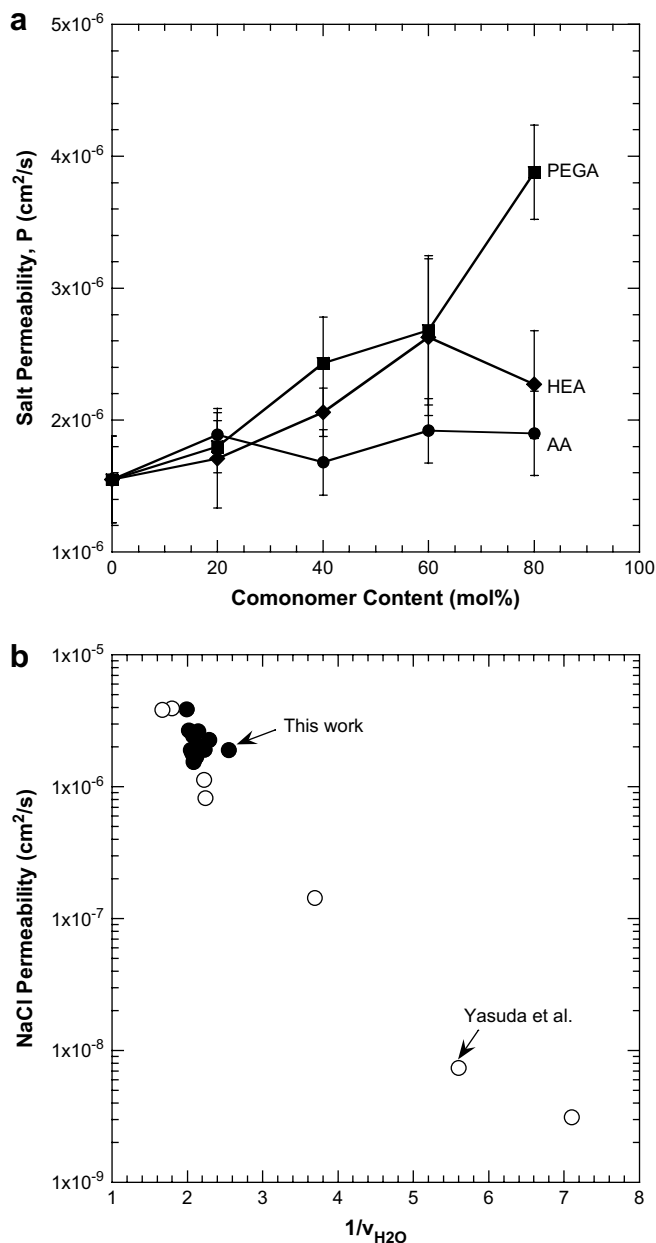 a
5x10⁻⁶
4x10⁻⁶
3x10⁻⁶
2x10⁻⁶
1x10⁻⁶
Salt Permeability, P (cm²/s)
PEGA
HEA
AA
0 20 40 60 80 100
Comonomer Content (mol%)
b
1x10⁻⁵
1x10⁻⁶
1x10⁻⁷
1x10⁻⁸
1x10⁻⁹
NaCl Permeability (cm²/s)
This work
Yasuda et al.
1 2 3 4 5 6 7 8
1/v_H2O